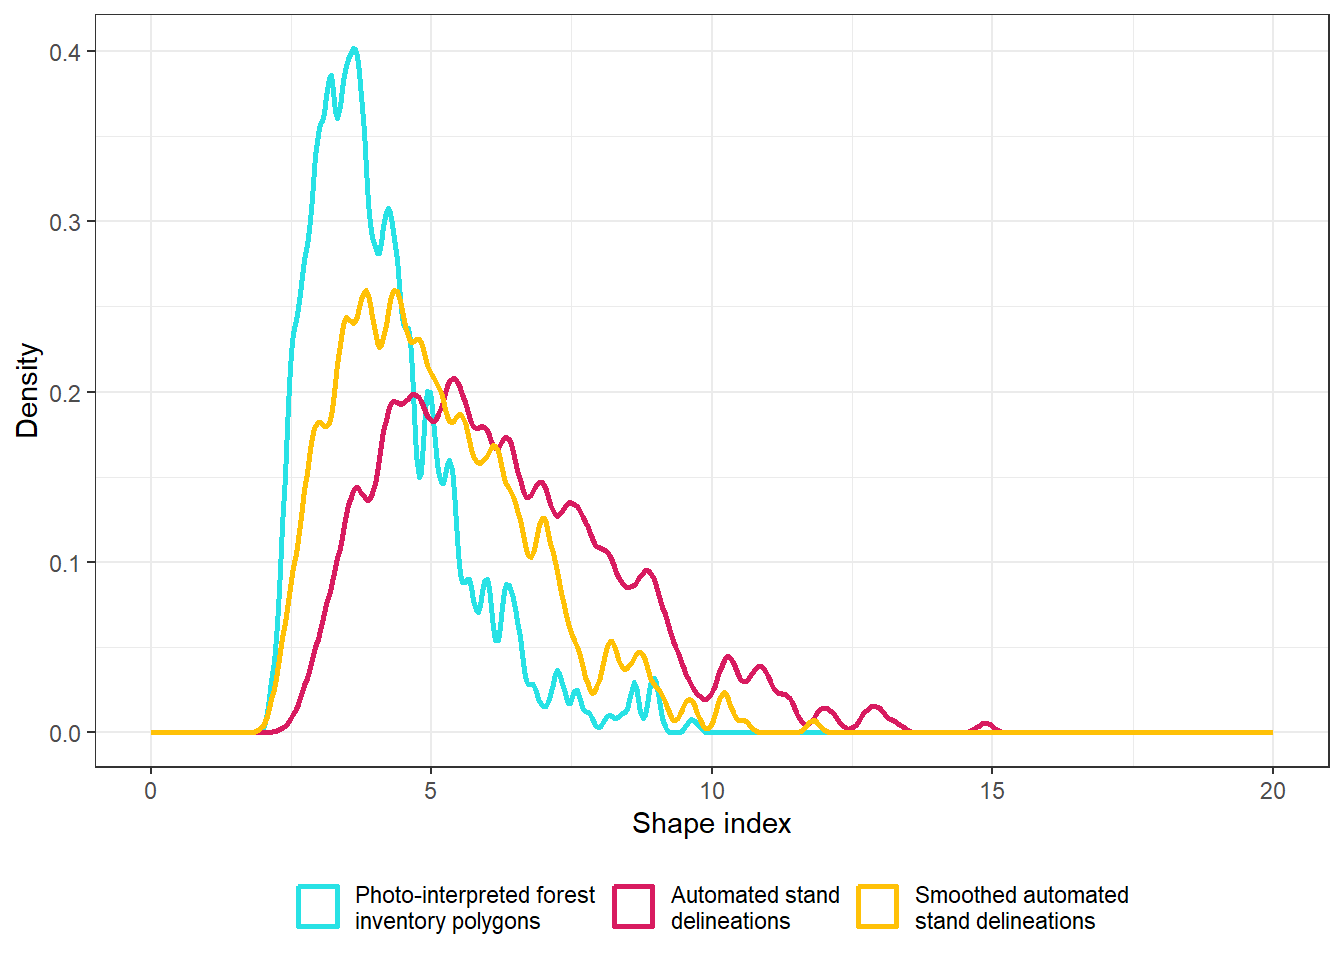 0.4
0.3
0.2
0.1
0.0
Density
0 5 10 15 20
Shape index
Photo-interpreted forest
inventory polygons
Automated stand
delineations
Smoothed automated
stand delineations